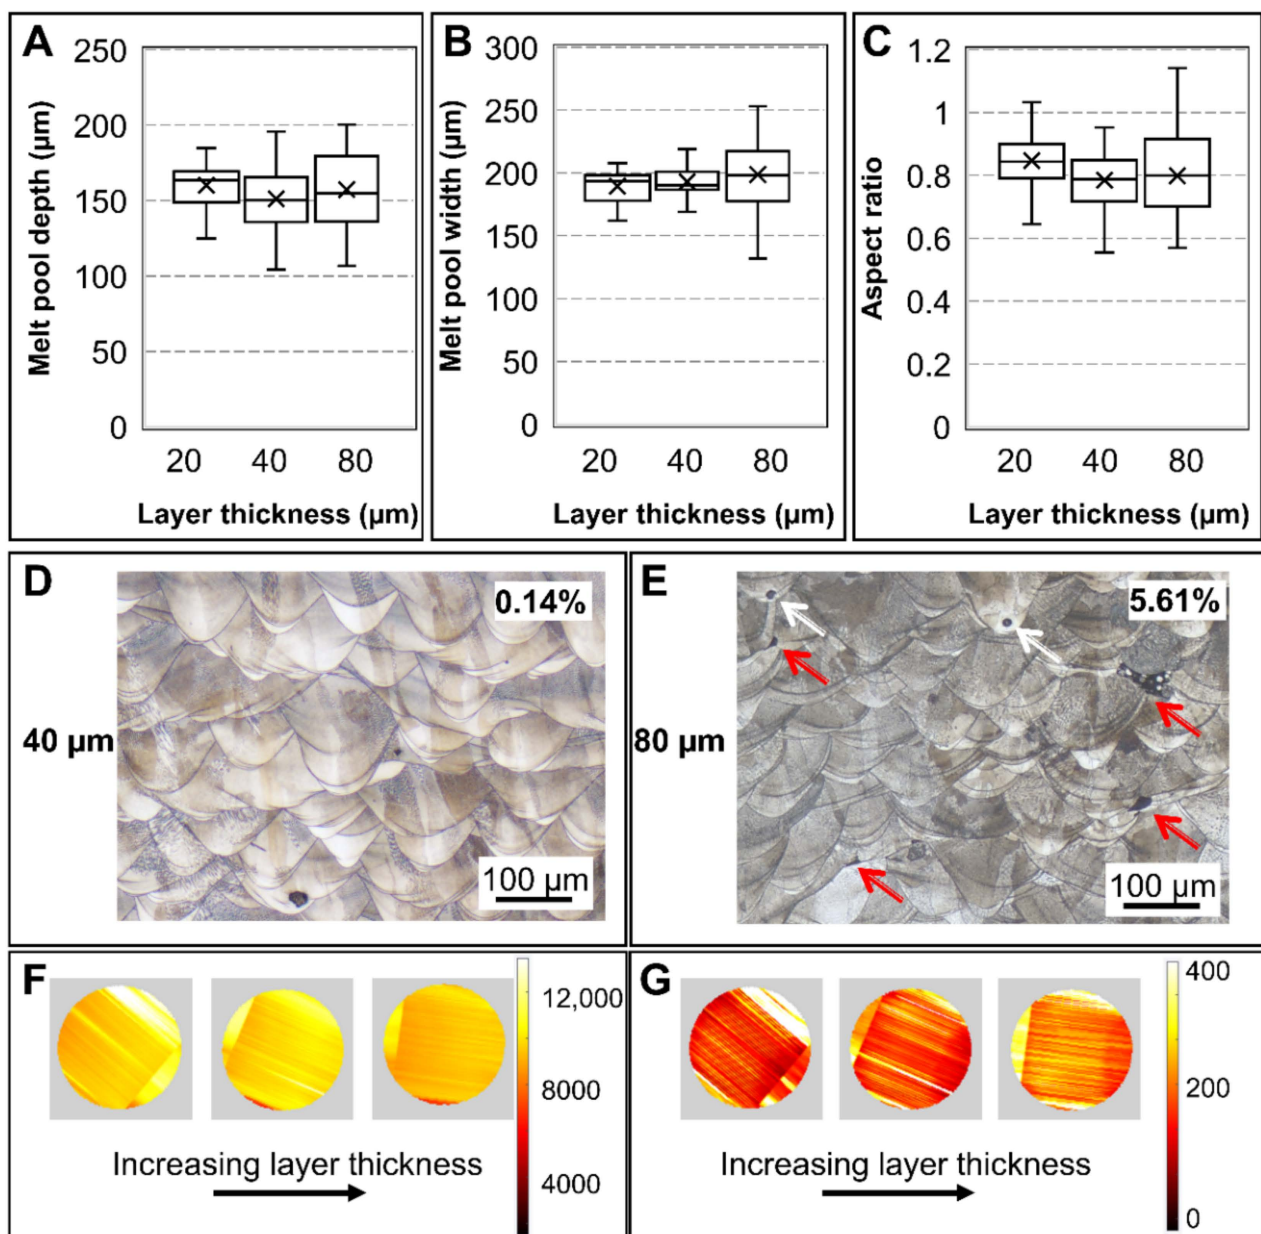 A
250
200
150
100
50
0
Melt pool depth (µm)
20 40 80
Layer thickness (µm)
B
300
250
200
150
100
50
0
Melt pool width (µm)
20 40 80
Layer thickness (µm)
C
1.2
1
0.8
0.6
0.4
0.2
0
Aspect ratio
20 40 80
Layer thickness (µm)
D
0.14%
40 µm
100 µm
E
5.61%
80 µm
100 µm
F
12,000
8000
4000
Increasing layer thickness
G
400
200
0
Increasing layer thickness